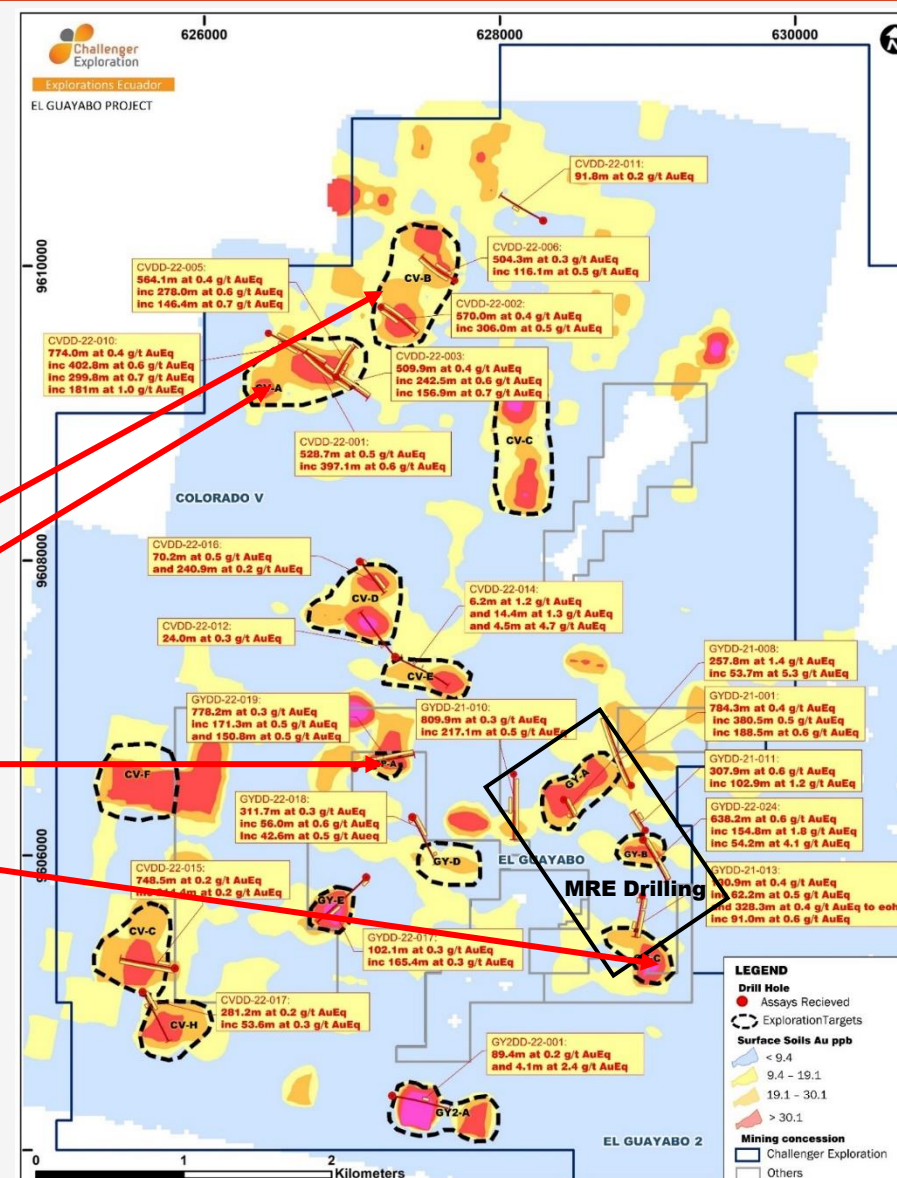 626000
628000
630000
Challenger
Exploration
Explorations Ecuador
EL GUAYABO PROJECT
CVDD-22-011:
91.8m at 0.2 g/t AuEq
9610000
CVDD-22-006:
504.3m at 0.3 g/t AuEq
inc 116.1m at 0.5 g/t AuEq
CV-B
CVDD-22-005:
564.1m at 0.4 g/t AuEq
inc 278.0m at 0.6 g/t AuEq
inc 146.4m at 0.7 g/t AuEq
CVDD-22-002:
570.0m at 0.4 g/t AuEq
inc 306.0m at 0.5 g/t AuEq
CVDD-22-010:
774.0m at 0.4 g/t AuEq
inc 402.8m at 0.6 g/t AuEq
inc 299.8m at 0.7 g/t AuEq
inc 181m at 1.0 g/t AuEq
CVDD-22-003:
509.9m at 0.4 g/t AuEq
inc 242.5m at 0.6 g/t AuEq
inc 156.9m at 0.7 g/t AuEq
CV-A
CVDD-22-001:
528.7m at 0.5 g/t AuEq
inc 397.1m at 0.6 g/t AuEq
CV-C
COLORADO V
9608000
CVDD-22-016:
70.2m at 0.5 g/t AuEq
and 240.9m at 0.2 g/t AuEq
CV-D
CVDD-22-014:
6.2m at 1.2 g/t AuEq
and 14.4m at 1.3 g/t AuEq
and 4.5m at 4.7 g/t AuEq
CVDD-22-012:
24.0m at 0.3 g/t AuEq
CV-E
GYDD-21-008:
257.8m at 1.4 g/t AuEq
inc 53.7m at 5.3 g/t AuEq
GYDD-22-019:
778.2m at 0.3 g/t AuEq
inc 171.3m at 0.5 g/t AuEq
and 150.8m at 0.5 g/t AuEq
GYDD-21-010:
809.9m at 0.3 g/t AuEq
inc 217.1m at 0.5 g/t AuEq
GYDD-21-001:
784.3m at 0.4 g/t AuEq
inc 380.5m 0.5 g/t AuEq
inc 188.5m at 0.6 g/t AuEq
CV-F
GY-A
GYDD-21-011:
307.9m at 0.6 g/t AuEq
inc 102.9m at 1.2 g/t AuEq
GYDD-22-018:
311.7m at 0.3 g/t AuEq
inc 56.0m at 0.6 g/t AuEq
inc 42.6m at 0.5 g/t Aueq
GYDD-22-024:
638.2m at 0.6 g/t AuEq
inc 154.8m at 1.8 g/t AuEq
inc 54.2m at 4.1 g/t AuEq
GY-D
EL GUAYABO
GY-B
MRE Drilling
GYDD-21-013:
at 0.4 g/t AuEq
62.2m at 0.5 g/t AuEq
and 328.3m at 0.4 g/t AuEq to eoh
inc 91.0m at 0.6 g/t AuEq
CVDD-22-015:
748.5m at 0.2 g/t AuEq
at 0.2 g/t AuEq
GY-E
CV-C
GYDD-22-017:
102.1m at 0.3 g/t AuEq
inc 165.4m at 0.3 g/t AuEq
CVDD-22-017:
281.2m at 0.2 g/t AuEq
inc 53.6m at 0.3 g/t AuEq
CV-H
GY2DD-22-001:
89.4m at 0.2 g/t AuEq
and 4.1m at 2.4 g/t AuEq
GY2-A
EL GUAYABO 2
LEGEND
Drill Hole
Assays Recieved
ExplorationTargets
Surface Soils Au ppb
< 9.4
9.4 – 19.1
19.1 – 30.1
> 30.1
Mining concession
Challenger Exploration
Others
0 1 2
Kilometers